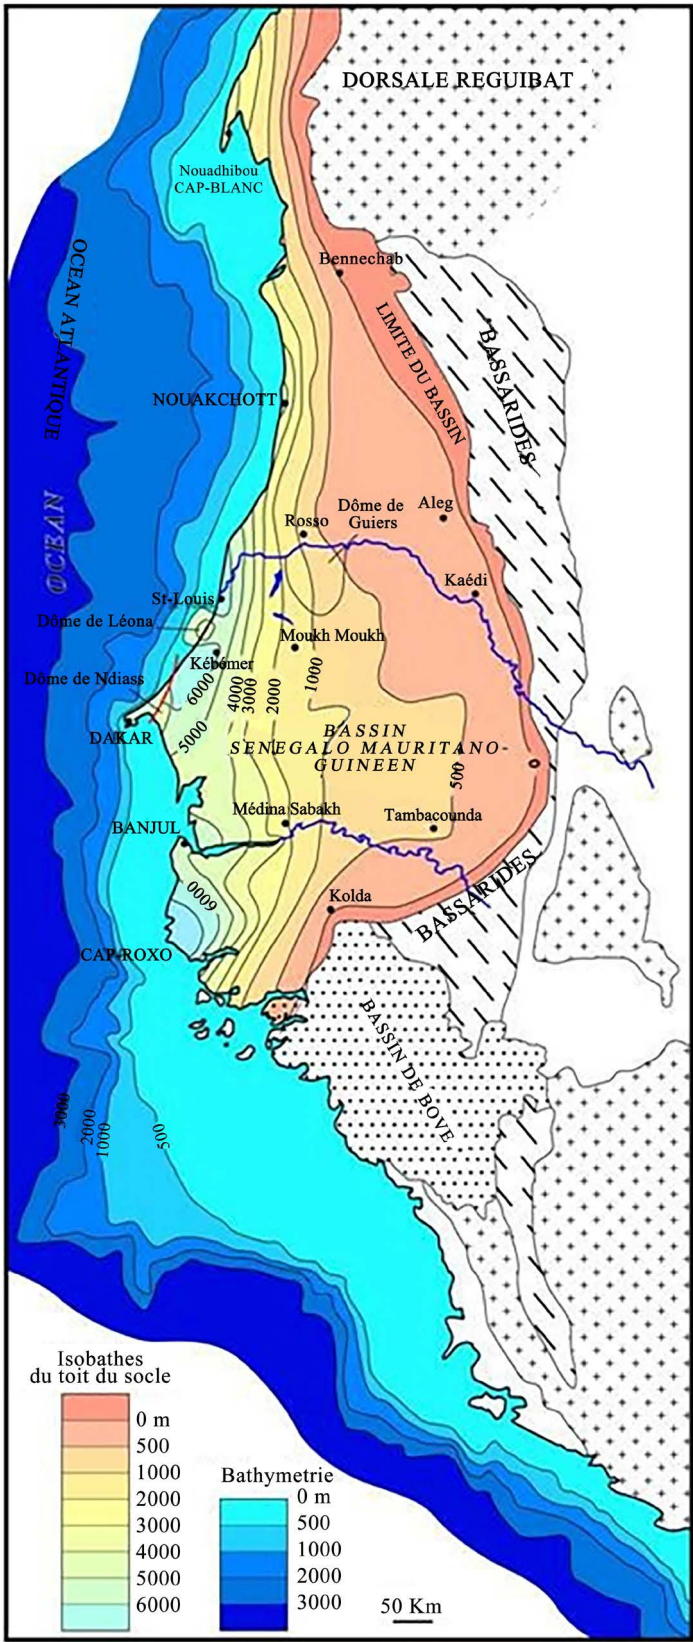 DORSALE REGUIBAT
Nouadhibou
CAP-BLANC
OCEAN ATLANTIQUE
Bennechab
LIMITE DU BASSIN
BASSARIDES
NOUAKCHOTT
OCEAN
Rosso
Dôme de
Guiers
Aleg
Kaédi
St-Louis
Dôme de Léona
Moukh Moukh
Kébémer
Dôme de Ndiass
6000
4000
3000
2000
1000
DAKAR
5000
BASSIN
SENEGALO MAURITANO-
GUINEEN
500
0
Médina Sabakh
Tambacounda
BANJUL
BASSARIDES
6000
Kolda
CAP-ROXO
BASSIN DE BOVE
3000
2000
1000
500
Isobathes
du toit du socle
0 m
500
1000
2000
3000
4000
5000
6000
Bathymetrie
0 m
500
1000
2000
3000
50 Km